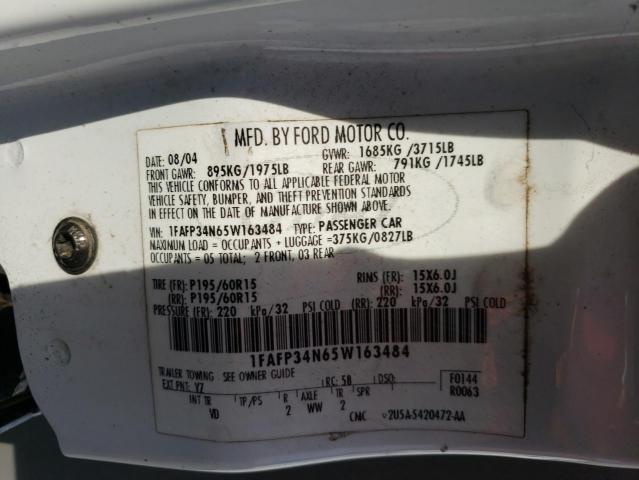 MFD. BY FORD MOTOR CO.
DATE: 08/04 GVWR: 1685KG /3715LB
FRONT GAWR: 895KG/1975LB REAR GAWR: 791KG /1745LB
THIS VEHICLE CONFORMS TO ALL APPLICABLE FEDERAL MOTOR
VEHICLE SAFETY, BUMPER, AND THEFT PREVENTION STANDARDS
IN EFFECT ON THE DATE OF MANUFACTURE SHOWN ABOVE.
VIN: 1FAFP34N65W163484 TYPE: PASSENGER CAR
MAXIMUM LOAD = OCCUPANTS + LUGGAGE =375KG/0827LB
OCCUPANTS = 05 TOTAL; 2 FRONT, 03 REAR
TIRE (FR): P195/60R15 RIMS (FR): 15X6.0J
(RR): P195/60R15 (RR): 15X6.0J
PRESSURE (FR): 220 kPa/32 PSI COLD (RR): 220 kPa/32 PSI COLD
1FAFP34N65W163484
TRAILER TOWING - SEE OWNER GUIDE
EXT PNT: YZ RC: 58 DSO: F0144
INT TR TP/PS R AXLE TR SPR R0063
VD 2 WW 2 CMC 2U5A-5420472-AA